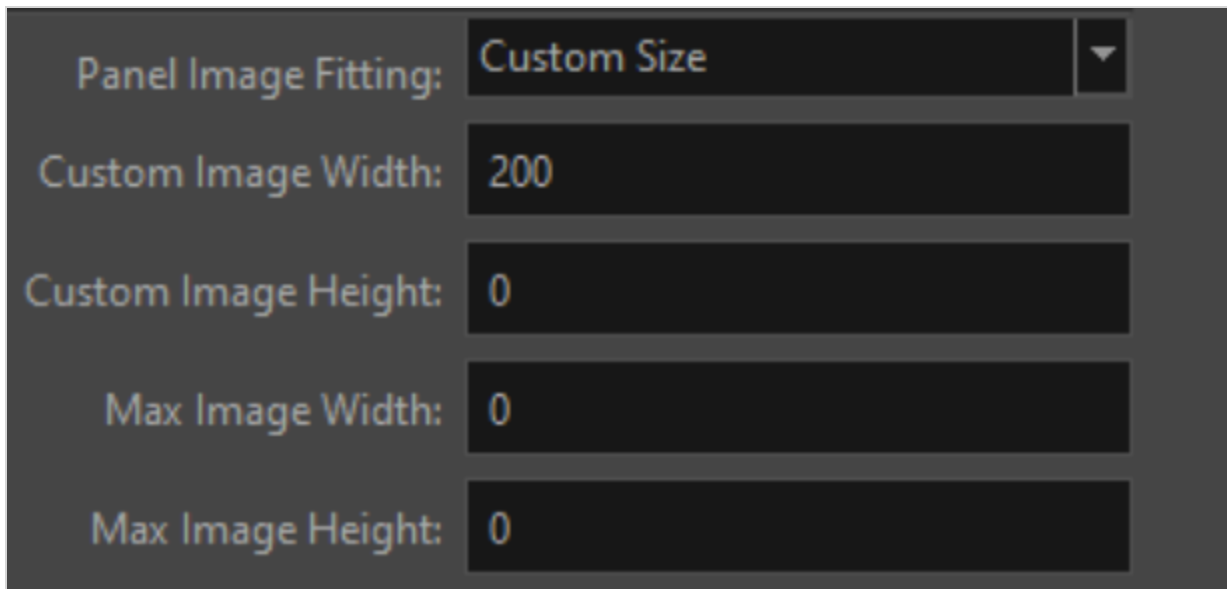 Panel Image Fitting: Custom Size
Custom Image Width: 200
Custom Image Height: 0
Max Image Width: 0
Max Image Height: 0